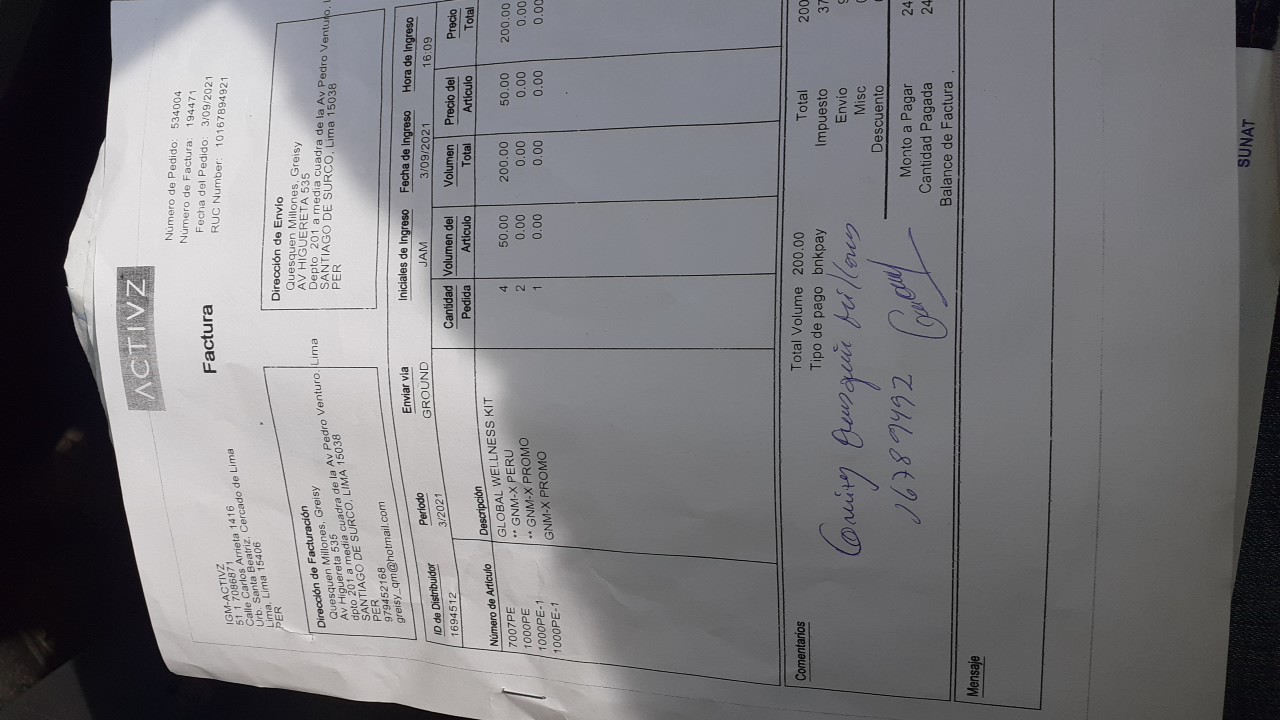 ACTIVZ
Factura
IGM-ACTIVZ
51 1 7086871
Calle Carlos Arrieta 1416
Urb. Santa Beatriz. Cercado de Lima
Lima, Lima 15406
PER
Número de Pedido: 534004
Número de Factura: 194471
Fecha del Pedido: 3/09/2021
RUC Number: 10167894921
Dirección de Facturación
Quesquen Millones, Greisy
Av Higuereta 535
dpto 201 a media cuadra de la Av Pedro Venturo. Lima
SANTIAGO DE SURCO, LIMA 15038
PER
979452168
greisy_qm@hotmail.com
Dirección de Envío
Quesquen Millones, Greisy
AV HIGUERETA 535
Depto 201 a media cuadra de la Av Pedro Venturo. L
SANTIAGO DE SURCO, Lima 15038
PER
ID de Distribuidor Periodo Enviar vía Iniciales de Ingreso Fecha de Ingreso Hora de Ingreso
1694512 3/2021 GROUND JAM 3/09/2021 16:09
Número de Artículo Descripción Cantidad Pedida Volumen del Artículo Volumen Total Precio del Artículo Precio Total
7007PE GLOBAL WELLNESS KIT 4 50.00 200.00 50.00 200.00
1000PE ** GNM-X PERU 2 0.00 0.00 0.00 0.00
1000PE-1 ** GNM-X PROMO 1 0.00 0.00 0.00 0.00
1000PE-1 GNM-X PROMO
Comentarios
Total Volume 200.00
Tipo de pago bnkpay
Total 200
Impuesto 37
Envío
Misc
Descuento
Monto a Pagar 24
Cantidad Pagada 24
Balance de Factura
16789492
Mensaje
SUNAT